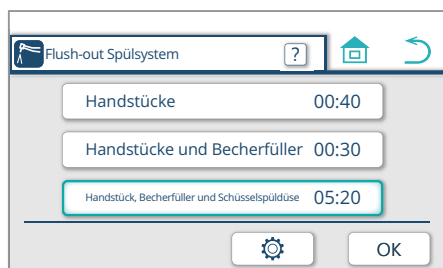 Flush-out Spülsystem ?
Handstücke 00:40
Handstücke und Becherfüller 00:30
Handstück, Becherfüller und Schüsselspüldüse 05:20
OK